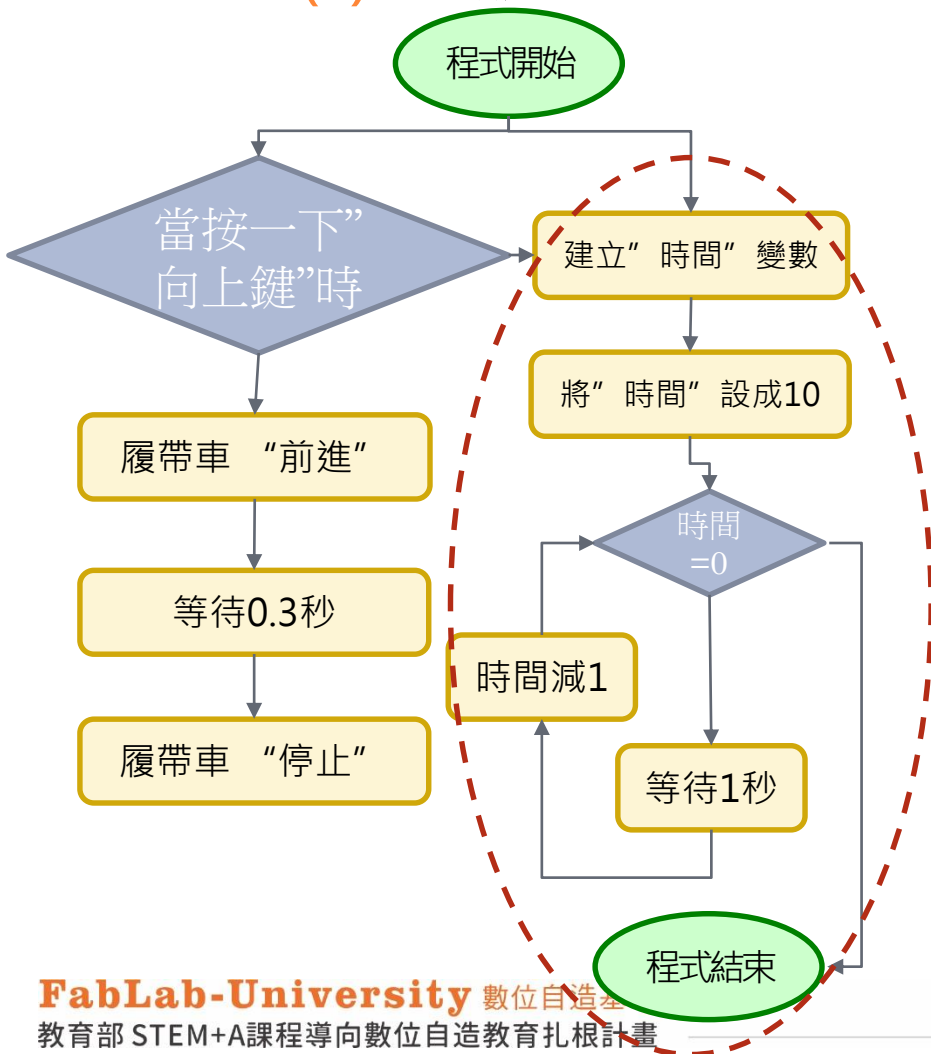 程式開始
當按一下”
向上鍵”時
建立”時間”變數
將”時間”設成10
履帶車 “前進”
時間
=0
等待0.3秒
時間減1
履帶車 “停止”
等待1秒
程式結束
FabLab-University 數位自造基
教育部 STEM+A課程導向數位自造教育扎根計畫